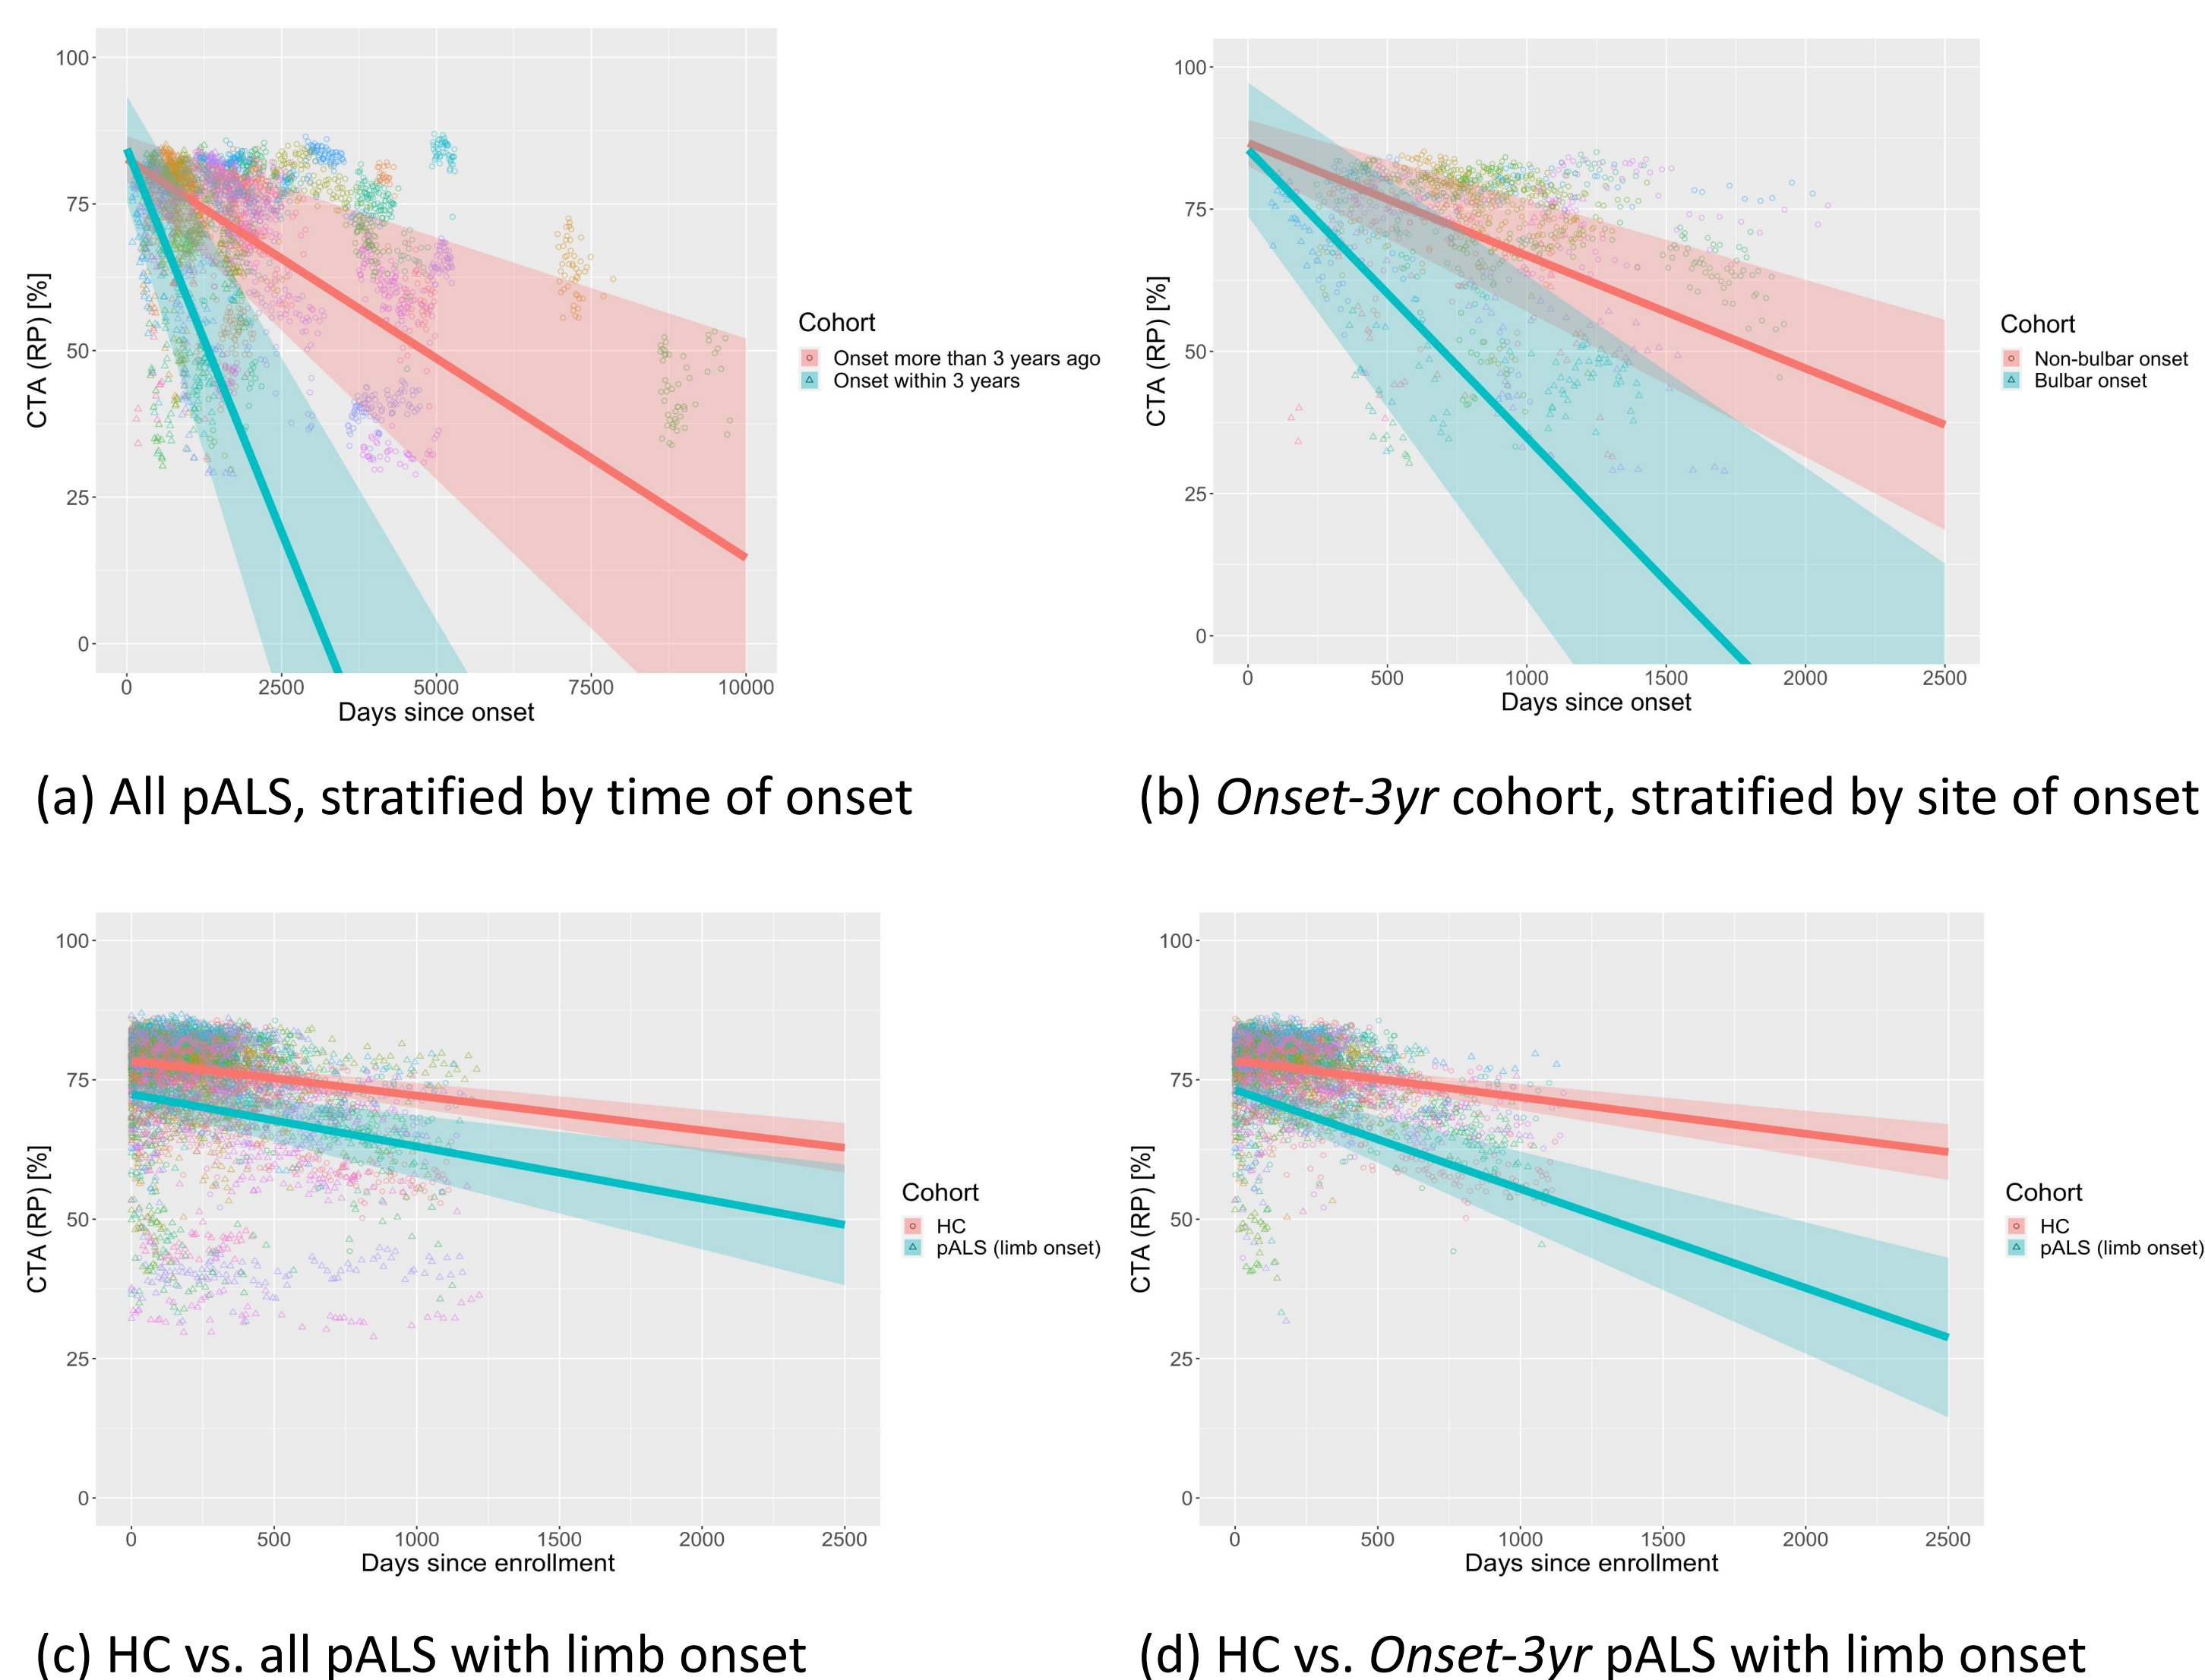 100
75
50
25
0
CTA (RP) [%]
0 2500 5000 7500 10000
Days since onset
Cohort
Onset more than 3 years ago
Onset within 3 years
(a) All pALS, stratified by time of onset
100
75
50
25
0
CTA (RP) [%]
0 500 1000 1500 2000 2500
Days since onset
Cohort
Non-bulbar onset
Bulbar onset
(b) Onset-3yr cohort, stratified by site of onset
100
75
50
25
0
CTA (RP) [%]
0 500 1000 1500 2000 2500
Days since enrollment
Cohort
HC
pALS (limb onset)
(c) HC vs. all pALS with limb onset
100
75
50
25
0
CTA (RP) [%]
0 500 1000 1500 2000 2500
Days since enrollment
Cohort
HC
pALS (limb onset)
(d) HC vs. Onset-3yr pALS with limb onset